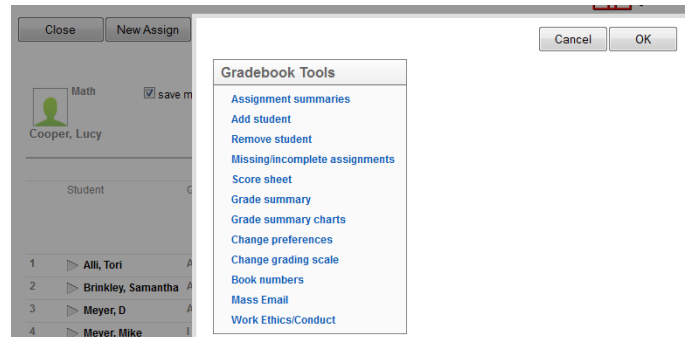 Close New Assign
Cancel OK
Gradebook Tools
Math
save m
Cooper, Lucy
Assignment summaries
Add student
Remove student
Missing/incomplete assignments
Score sheet
Grade summary
Grade summary charts
Change preferences
Change grading scale
Book numbers
Mass Email
Work Ethics/Conduct
Student G
1 Alli, Tori A
2 Brinkley, Samantha A
3 Meyer, D A
4 Meyer, Mike I